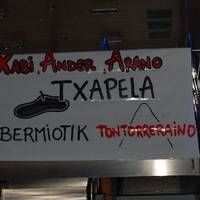 XABi, ANDER, ARANO
TXAPELA
BERMIOTIK TONTORRERAINO